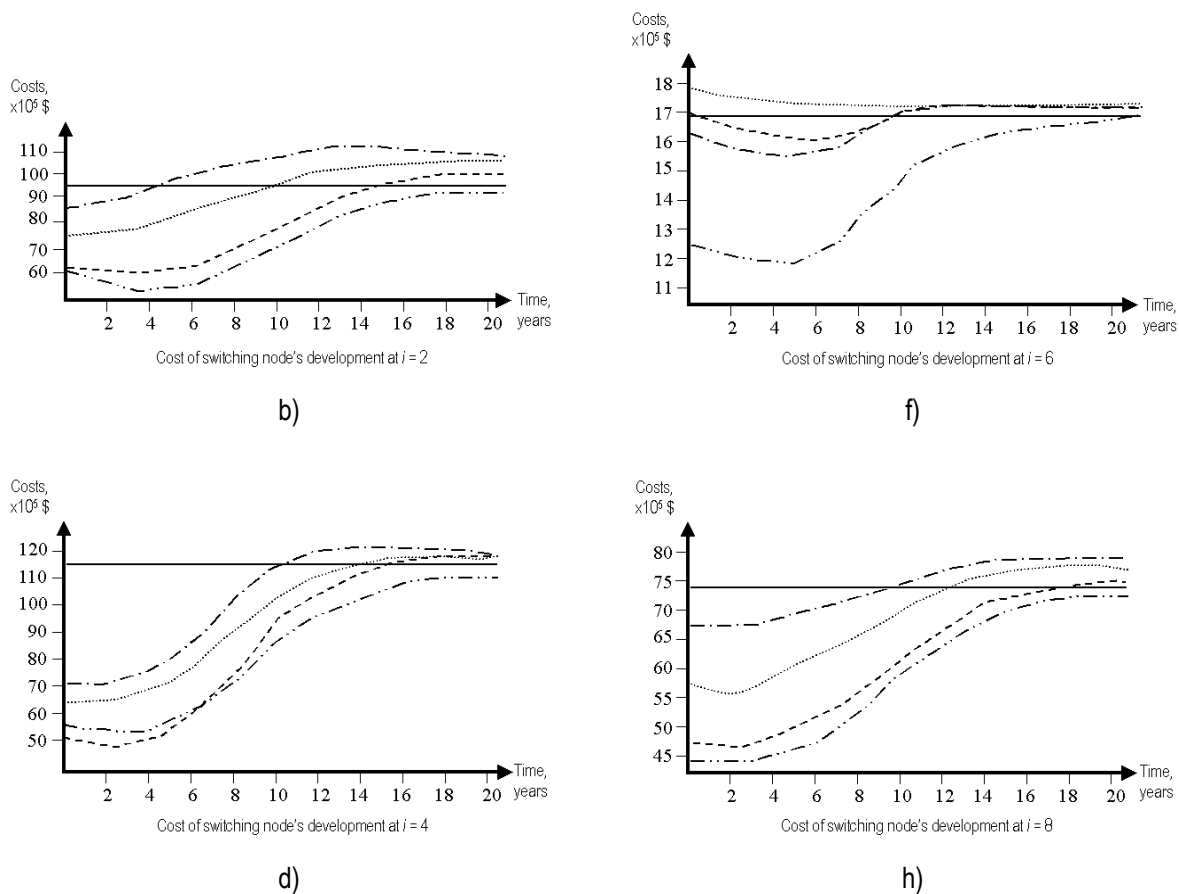 Costs,
x10⁵ $
110
100
90
80
70
60
2 4 6 8 10 12 14 16 18 20
Time,
years
Cost of switching node's development at i = 2
b)
Costs,
x10⁵ $
18
17
16
15
14
13
12
11
2 4 6 8 10 12 14 16 18 20
Time,
years
Cost of switching node's development at i = 6
f)
Costs,
x10⁵ $
120
110
100
90
80
70
60
50
2 4 6 8 10 12 14 16 18 20
Time,
years
Cost of switching node's development at i = 4
d)
Costs,
x10⁵ $
80
75
70
65
60
55
50
45
2 4 6 8 10 12 14 16 18 20
Time,
years
Cost of switching node's development at i = 8
h)